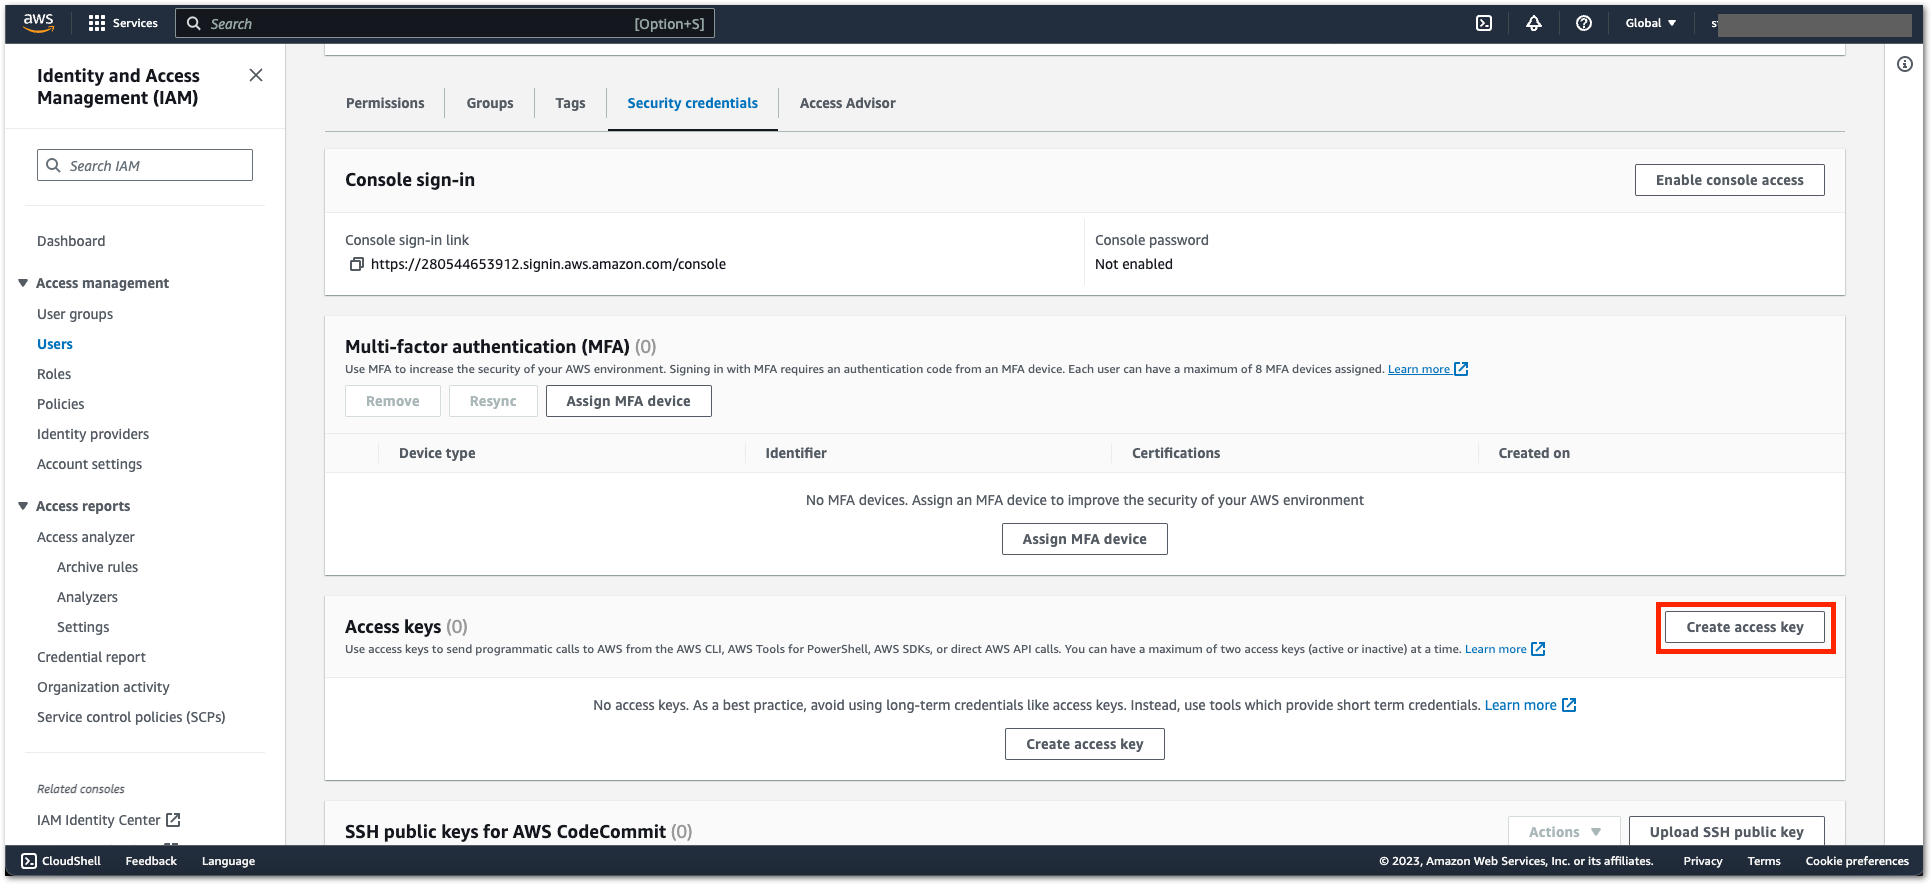 aws
Services
Search
[Option+S]
Global
Identity and Access
Management (IAM)
Search IAM
Dashboard
Access management
User groups
Users
Roles
Policies
Identity providers
Account settings
Access reports
Access analyzer
Archive rules
Analyzers
Settings
Credential report
Organization activity
Service control policies (SCPs)
Related consoles
IAM Identity Center
Permissions
Groups
Tags
Security credentials
Access Advisor
Console sign-in
Enable console access
Console sign-in link
https://280544653912.signin.aws.amazon.com/console
Console password
Not enabled
Multi-factor authentication (MFA) (0)
Use MFA to increase the security of your AWS environment. Signing in with MFA requires an authentication code from an MFA device. Each user can have a maximum of 8 MFA devices assigned. Learn more
Remove
Resync
Assign MFA device
Device type
Identifier
Certifications
Created on
No MFA devices. Assign an MFA device to improve the security of your AWS environment
Assign MFA device
Access keys (0)
Create access key
Use access keys to send programmatic calls to AWS from the AWS CLI, AWS Tools for PowerShell, AWS SDKs, or direct AWS API calls. You can have a maximum of two access keys (active or inactive) at a time. Learn more
No access keys. As a best practice, avoid using long-term credentials like access keys. Instead, use tools which provide short term credentials. Learn more
Create access key
SSH public keys for AWS CodeCommit (0)
Actions
Upload SSH public key
CloudShell
Feedback
Language
© 2023, Amazon Web Services, Inc. or its affiliates.
Privacy
Terms
Cookie preferences